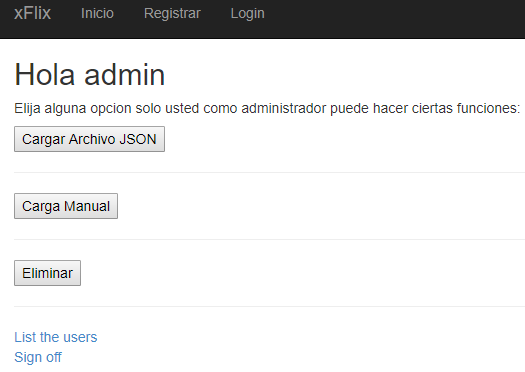 xFlix Inicio Registrar Login
Hola admin
Elija alguna opcion solo usted como administrador puede hacer ciertas funciones:
Cargar Archivo JSON
Carga Manual
Eliminar
List the users
Sign off